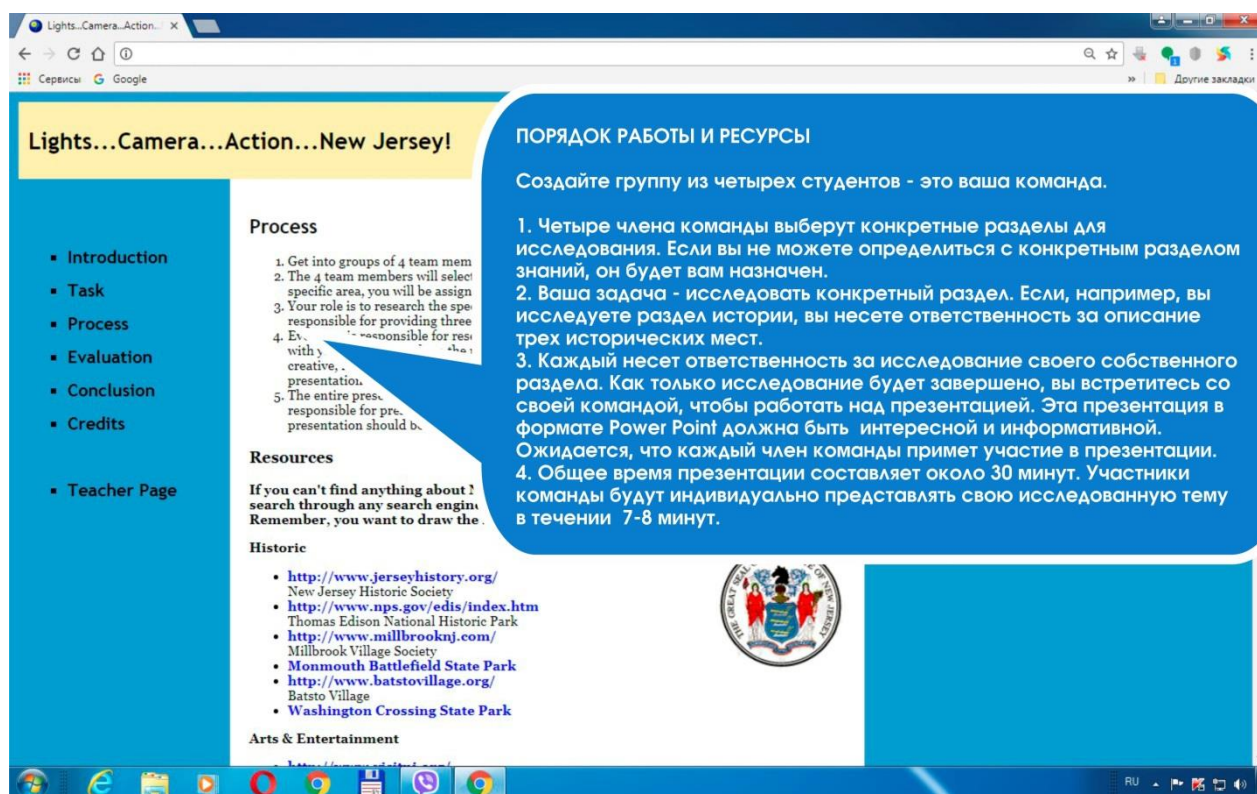 Lights...Camera...Action...
Сервисы
Google
»
Другие закладки
Lights...Camera...Action...New Jersey!
Introduction
Task
Process
Evaluation
Conclusion
Credits
Teacher Page
Process
1. Get into groups of 4 team
2. The 4 team members will
specific area, you will be
3. Your role is to research the
responsible for providing three
4. responsible for
with
creative,
presentation
5. The entire
responsible for
presentation should
Resources
If you can't find anything about
search through any search
Remember, you want to draw the
Historic
http://www.jerseyhistory.org/
New Jersey Historic Society
http://www.nps.gov/edis/index.htm
Thomas Edison National Historic Park
http://www.millbrooknj.com/
Millbrook Village Society
Monmouth Battlefield State Park
http://www.batstovillage.org/
Batsto Village
Washington Crossing State Park
Arts & Entertainment
ПОРЯДОК РАБОТЫ И РЕСУРСЫ
Создайте группу из четырех студентов - это ваша команда.
1. Четыре члена команды выберут конкретные разделы для
исследования. Если вы не можете определиться с конкретным разделом
знаний, он будет вам назначен.
2. Ваша задача - исследовать конкретный раздел. Если, например, вы
исследуете раздел истории, вы несете ответственность за описание
трех исторических мест.
3. Каждый несет ответственность за исследование своего собственного
раздела. Как только исследование будет завершено, вы встретитесь со
своей командой, чтобы работать над презентацией. Эта презентация в
формате Power Point должна быть интересной и информативной.
Ожидается, что каждый член команды примет участие в презентации.
4. Общее время презентации составляет около 30 минут. Участники
команды будут индивидуально представлять свою исследованную тему
в течении 7-8 минут.
RU